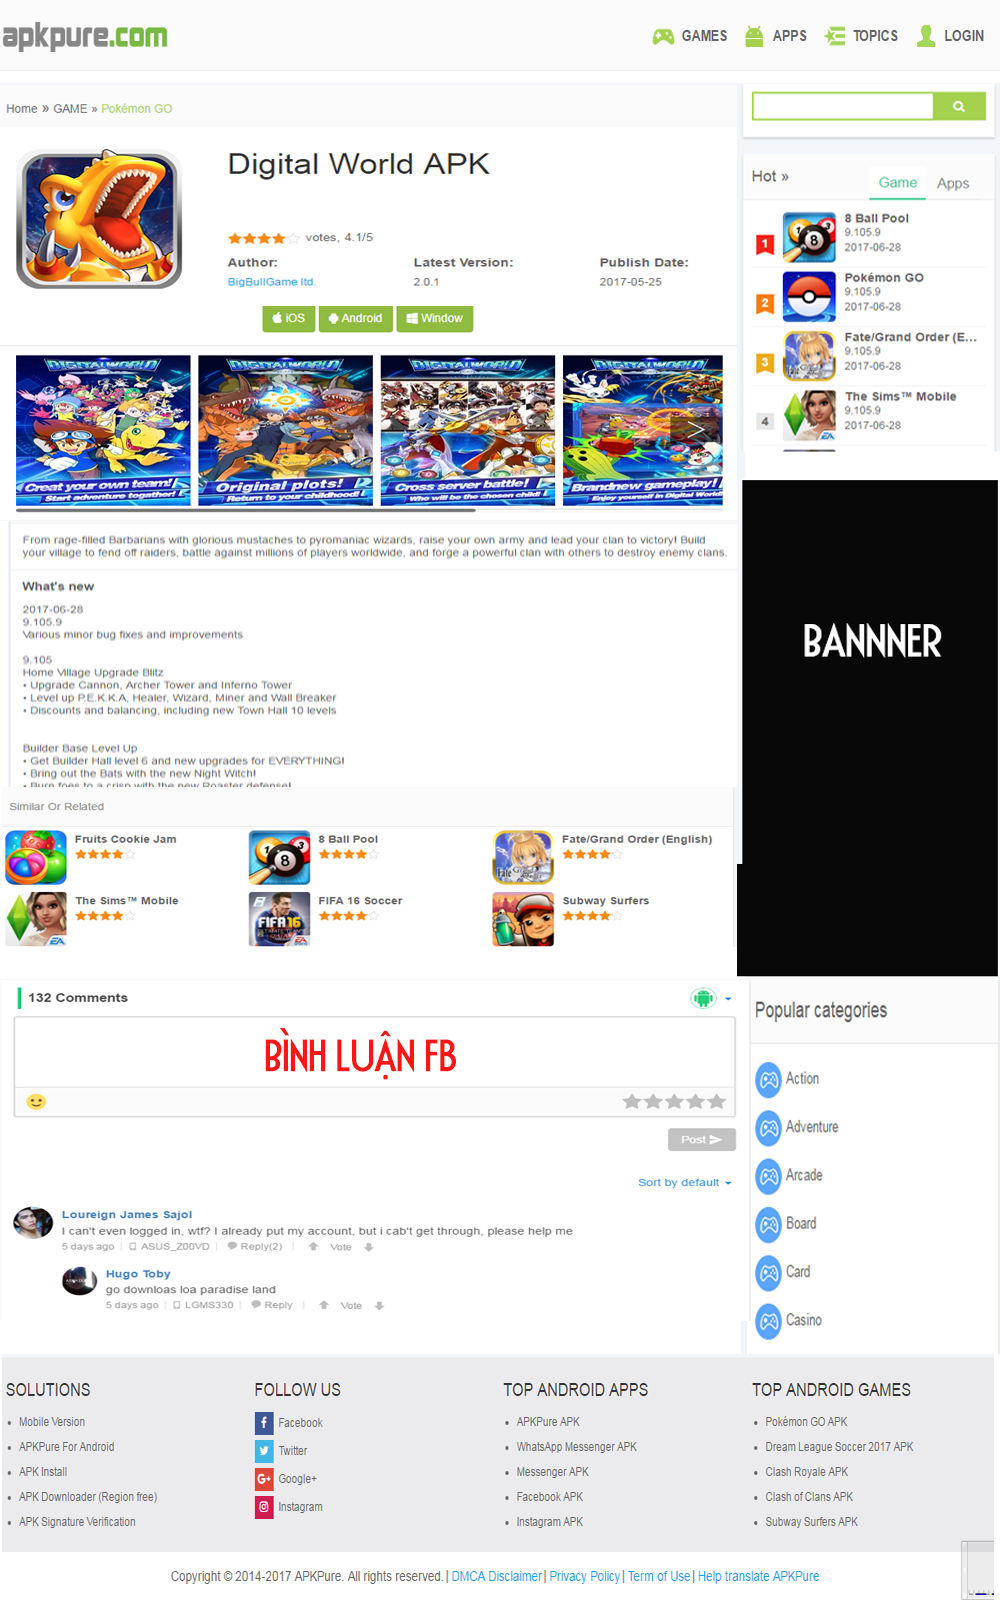 apkpure.com
GAMES APPS TOPICS LOGIN
Home » GAME » Pokémon GO
Digital World APK
votes, 4.1/5
Author: Latest Version: Publish Date:
BigBullGame ltd. 2.0.1 2017-05-25
iOS Android Window
DIGITALWORLD DIGITALWORLD DIGITALWORLD DIGITALWORLD
Creat your own team! Original plots! Cross server battle! Brandnew gameplay!
Start adventure togather! Return to your childhood! Who will be the chosen child! Enjoy yourself in Digital World
From rage-filled Barbarians with glorious mustaches to pyromaniac wizards, raise your own army and lead your clan to victory! Build
your village to fend off raiders, battle against millions of players worldwide, and forge a powerful clan with others to destroy enemy clans.
What's new
2017-06-28
9.105.9
Various minor bug fixes and improvements
9.105
Home Village Upgrade Blitz
• Upgrade Cannon, Archer Tower and Inferno Tower
• Level up P.E.K.K.A, Healer, Wizard, Miner and Wall Breaker
• Discounts and balancing, including new Town Hall 10 levels
Builder Base Level Up
• Get Builder Hall level 6 and new upgrades for EVERYTHING!
• Bring out the Bats with the new Night Witch!
• Burn foes to a crisp with the new Roaster defense!
Similar Or Related
Fruits Cookie Jam
8 Ball Pool
Fate/Grand Order (English)
The Sims™ Mobile
FIFA 16 Soccer
Subway Surfers
Hot »
Game Apps
1
8 Ball Pool
9.105.9
2017-06-28
2
Pokémon GO
9.105.9
2017-06-28
3
Fate/Grand Order (E...
9.105.9
2017-06-28
4
The Sims™ Mobile
9.105.9
2017-06-28
BANNNER
132 Comments
BÌNH LUẬN FB
Post
Sort by default
Loureign James Sajol
I can't even logged in, wtf? I already put my account, but i cab't get through, please help me
5 days ago | ASUS_Z00VD | Reply(2) | Vote
Hugo Toby
go downloas loa paradise land
5 days ago | LGMS330 | Reply | Vote
Popular categories
Action
Adventure
Arcade
Board
Card
Casino
SOLUTIONS
• Mobile Version
• APKPure For Android
• APK Install
• APK Downloader (Region free)
• APK Signature Verification
FOLLOW US
Facebook
Twitter
Google+
Instagram
TOP ANDROID APPS
• APKPure APK
• WhatsApp Messenger APK
• Messenger APK
• Facebook APK
• Instagram APK
TOP ANDROID GAMES
• Pokémon GO APK
• Dream League Soccer 2017 APK
• Clash Royale APK
• Clash of Clans APK
• Subway Surfers APK
Copyright © 2014-2017 APKPure. All rights reserved. | DMCA Disclaimer | Privacy Policy | Term of Use | Help translate APKPure